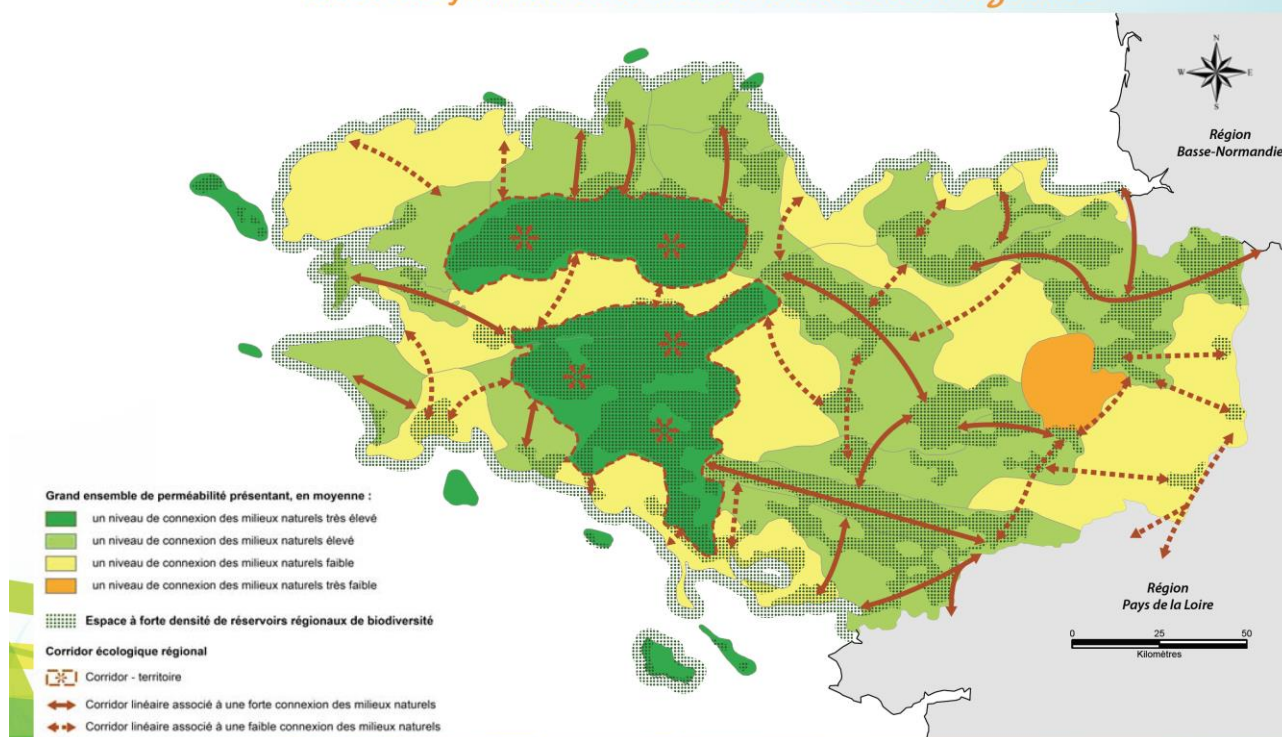 N
W E
S
Région
Basse-Normandie
Grand ensemble de perméabilité présentant, en moyenne :
un niveau de connexion des milieux naturels très élevé
un niveau de connexion des milieux naturels élevé
un niveau de connexion des milieux naturels faible
un niveau de connexion des milieux naturels très faible
Espace à forte densité de réservoirs régionaux de biodiversité
Corridor écologique régional
Corridor - territoire
Corridor linéaire associé à une forte connexion des milieux naturels
Corridor linéaire associé à une faible connexion des milieux naturels
Région
Pays de la Loire
0 25 50
Kilomètres